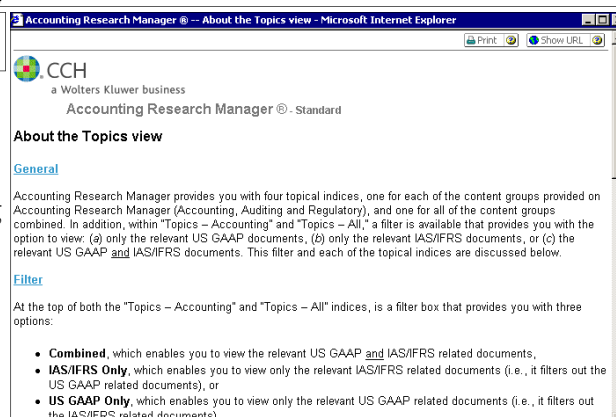 Accounting Research Manager ® -- About the Topics view - Microsoft Internet Explorer
Print ? Show URL ?
CCH
a Wolters Kluwer business
Accounting Research Manager ® - Standard
About the Topics view
General
Accounting Research Manager provides you with four topical indices, one for each of the content groups provided on
Accounting Research Manager (Accounting, Auditing and Regulatory), and one for all of the content groups
combined. In addition, within "Topics – Accounting" and "Topics – All," a filter is available that provides you with the
option to view: (a) only the relevant US GAAP documents, (b) only the relevant IAS/IFRS documents, or (c) the
relevant US GAAP and IAS/IFRS documents. This filter and each of the topical indices are discussed below.
Filter
At the top of both the "Topics – Accounting" and "Topics – All" indices, is a filter box that provides you with three
options:
• Combined, which enables you to view the relevant US GAAP and IAS/IFRS related documents,
• IAS/IFRS Only, which enables you to view only the relevant IAS/IFRS related documents (i.e., it filters out the
US GAAP related documents), or
• US GAAP Only, which enables you to view only the relevant US GAAP related documents (i.e., it filters out
the IAS/IFRS related documents)